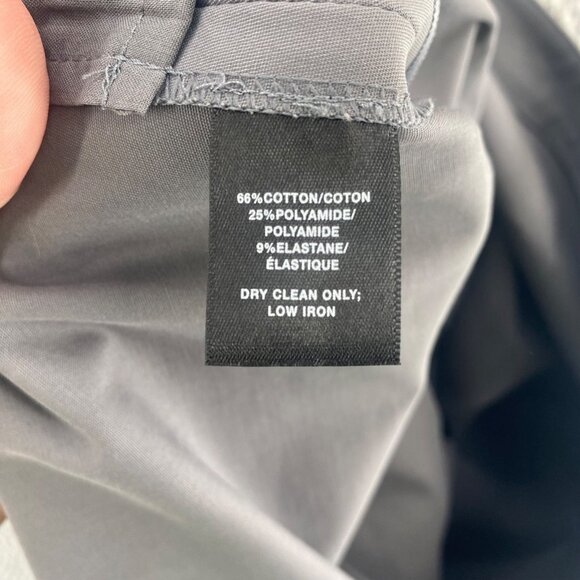 66%COTTON/COTON
25%POLYAMIDE/
POLYAMIDE
9%ELASTANE/
ÉLASTIQUE
DRY CLEAN ONLY;
LOW IRON